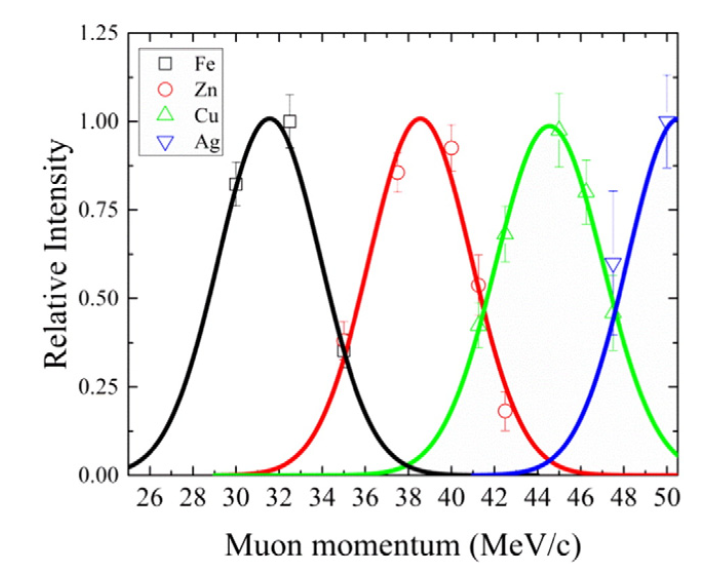 1.25
1.00
0.75
0.50
0.25
0.00
Relative Intensity
Fe
Zn
Cu
Ag
26 28 30 32 34 36 38 40 42 44 46 48 50
Muon momentum (MeV/c)